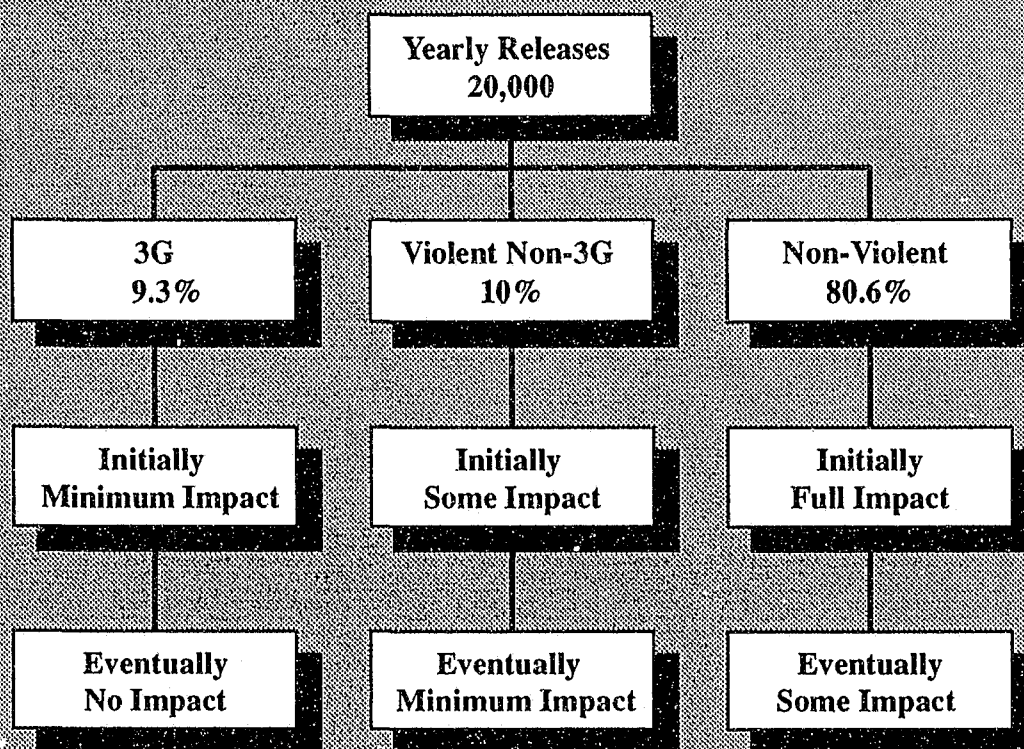 Yearly Releases
20,000
3G
9.3%
Violent Non-3G
10%
Non-Violent
80.6%
Initially
Minimum Impact
Initially
Some Impact
Initially
Full Impact
Eventually
No Impact
Eventually
Minimum Impact
Eventually
Some Impact